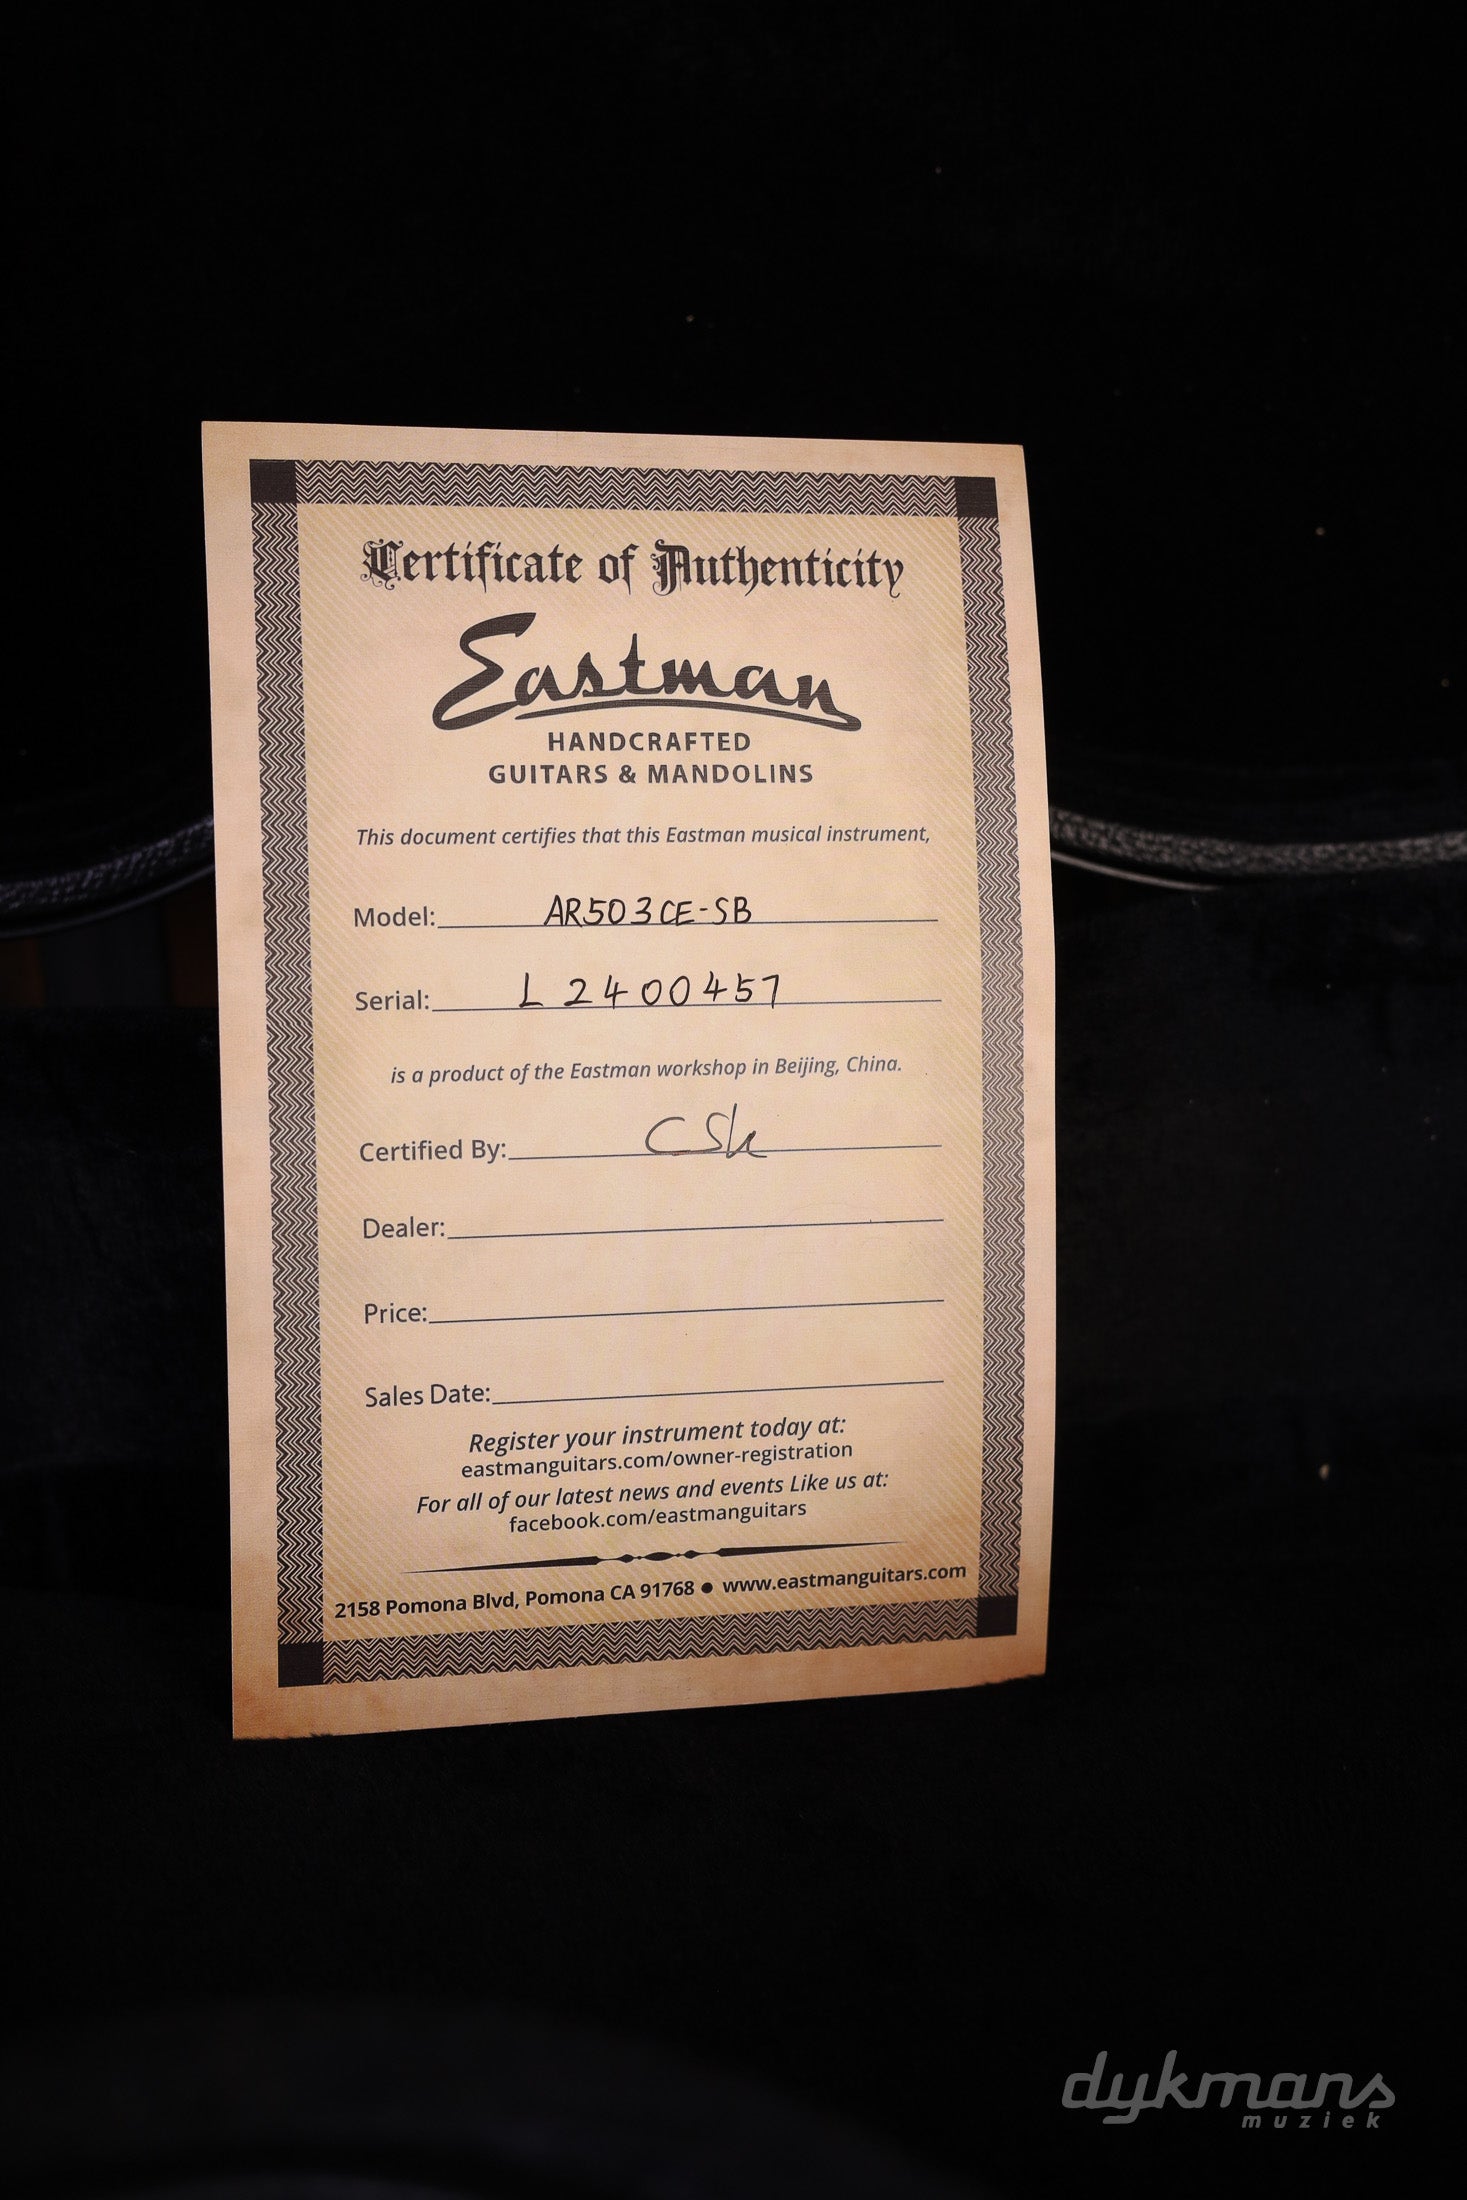 Certificate of Authenticity
Eastman
HANDCRAFTED
GUITARS & MANDOLINS
This document certifies that this Eastman musical instrument,
Model: AR503CE-SB
Serial: L2400457
is a product of the Eastman workshop in Beijing, China.
Certified By:
Dealer:
Price:
Sales Date:
Register your instrument today at:
eastmanguitars.com/owner-registration
For all of our latest news and events Like us at:
facebook.com/eastmanguitars
2158 Pomona Blvd, Pomona CA 91768 ● www.eastmanguitars.com
dykmans
muziek